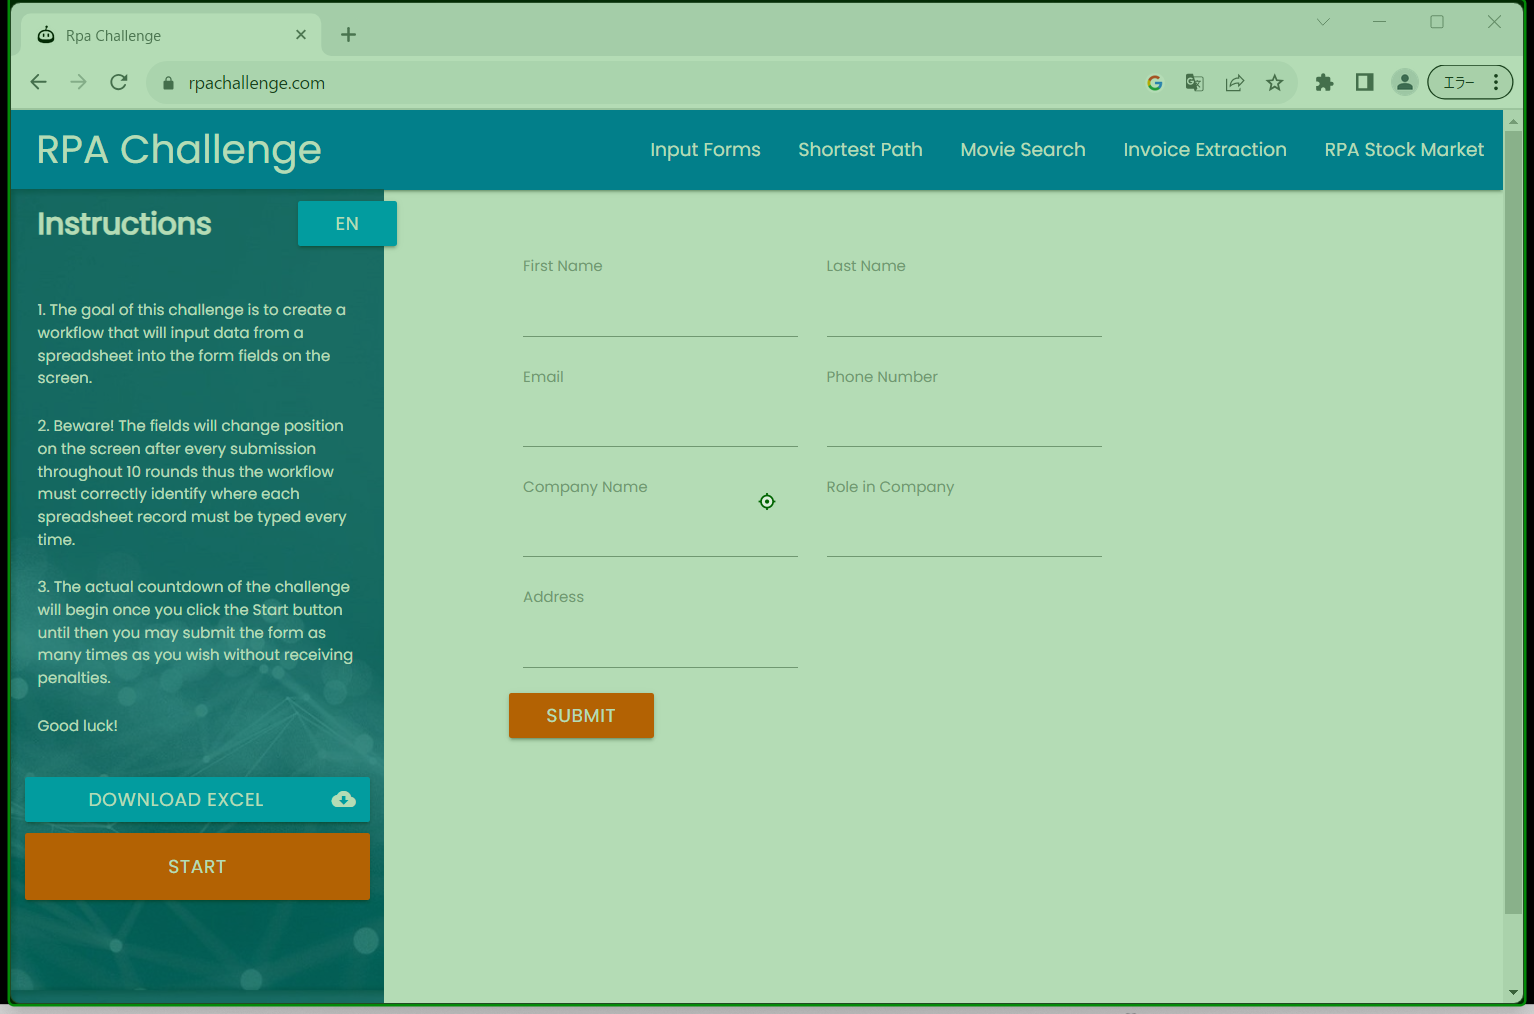 Rpa Challenge
rpachallenge.com
エラー
RPA Challenge
Input Forms
Shortest Path
Movie Search
Invoice Extraction
RPA Stock Market
Instructions
EN
1. The goal of this challenge is to create a
workflow that will input data from a
spreadsheet into the form fields on the
screen.
2. Beware! The fields will change position
on the screen after every submission
throughout 10 rounds thus the workflow
must correctly identify where each
spreadsheet record must be typed every
time.
3. The actual countdown of the challenge
will begin once you click the Start button
until then you may submit the form as
many times as you wish without receiving
penalties.
Good luck!
DOWNLOAD EXCEL
START
First Name
Last Name
Email
Phone Number
Company Name
Role in Company
Address
SUBMIT